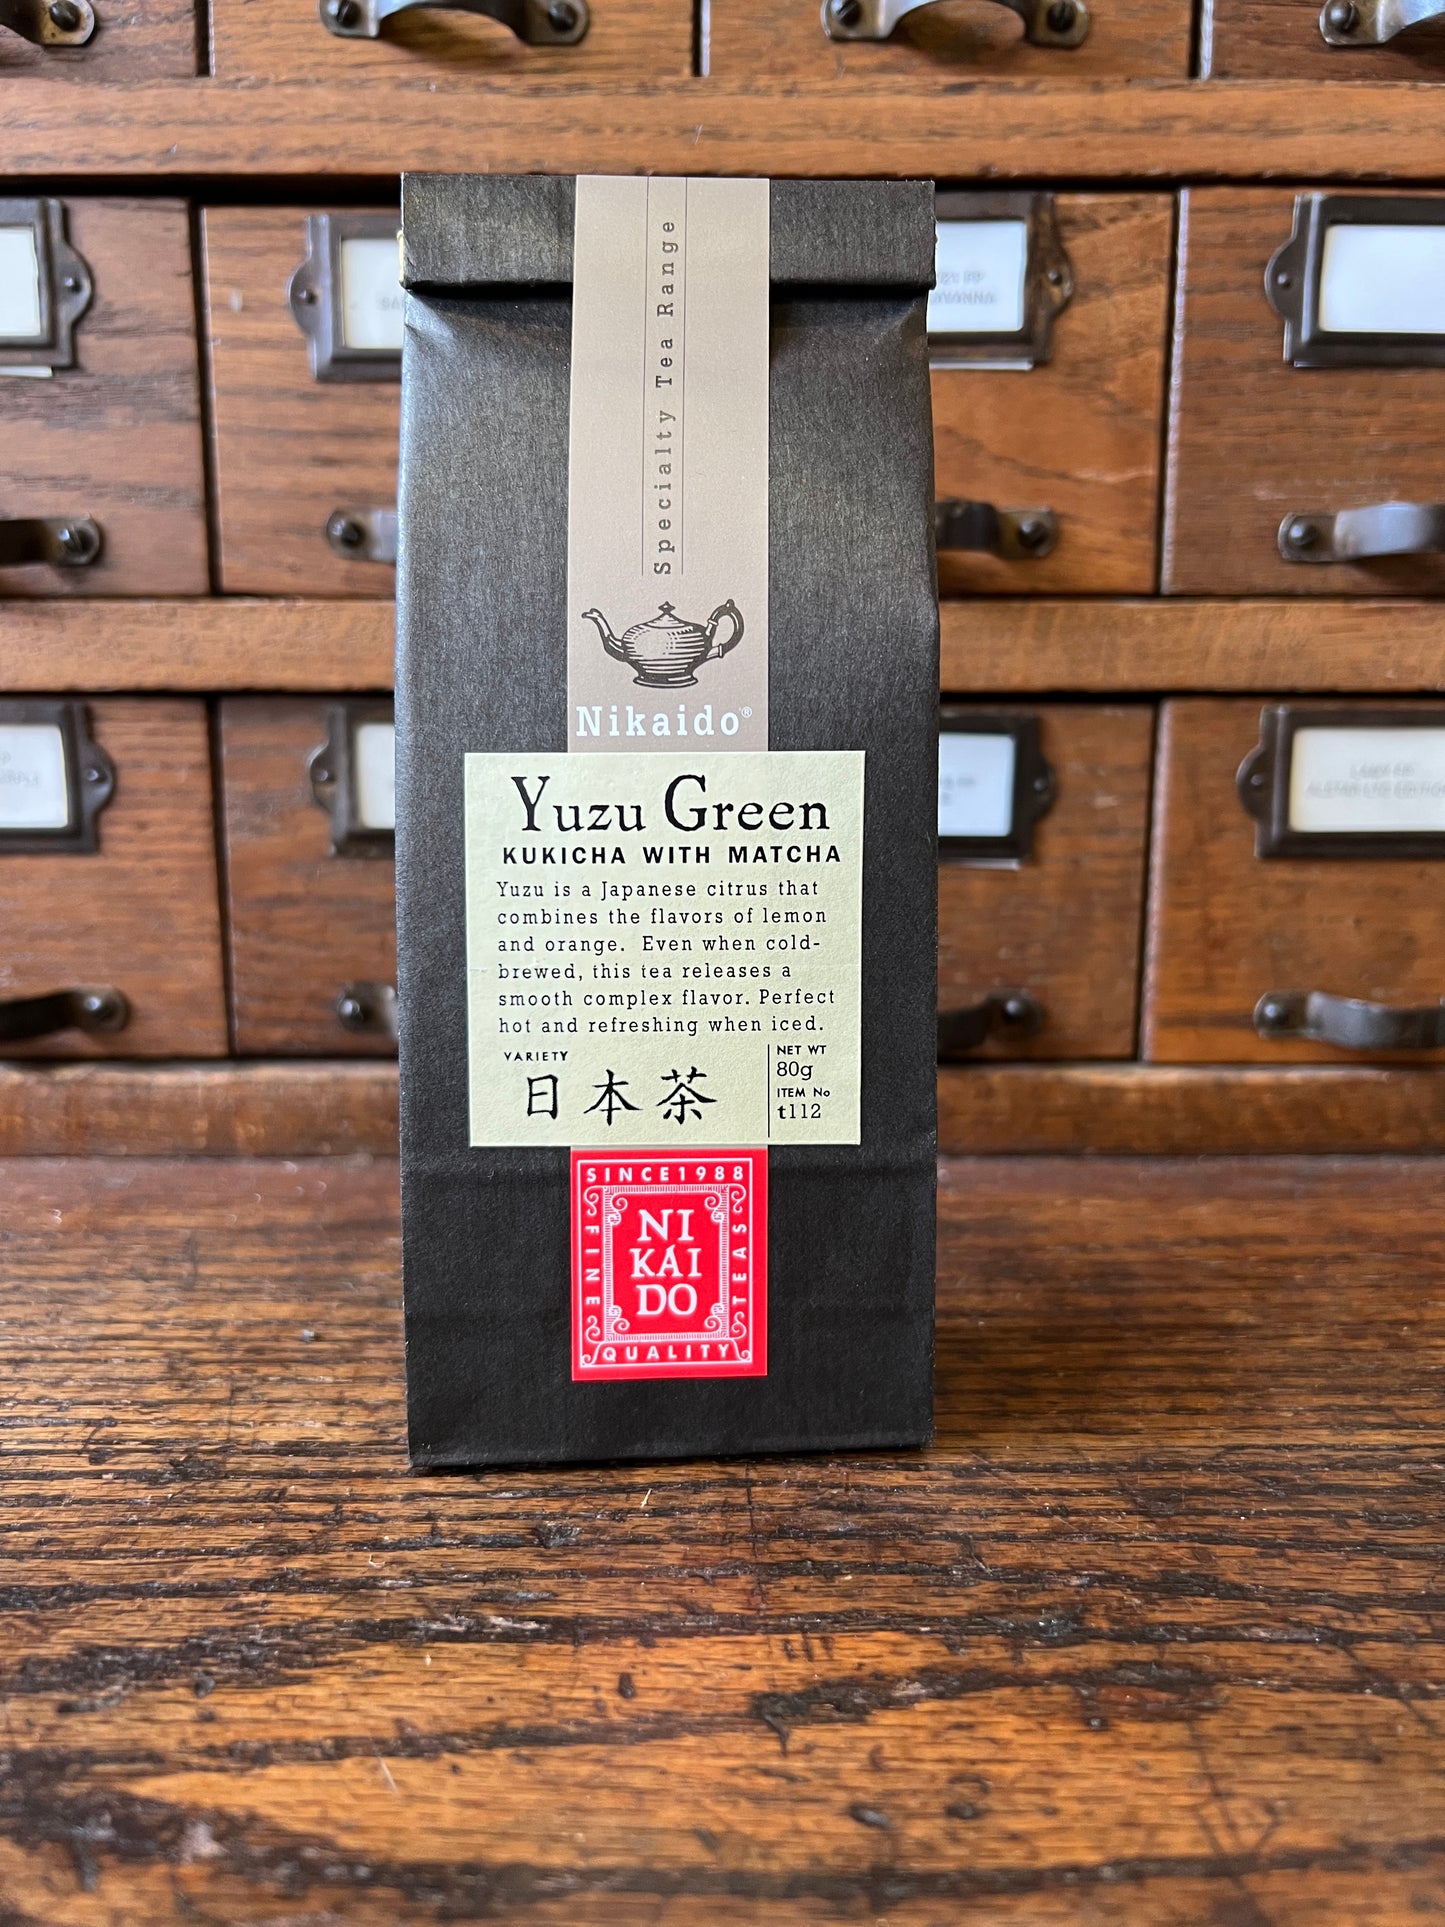 Specialty Tea Range
Nikaido®
Yuzu Green
KUKICHA WITH MATCHA
Yuzu is a Japanese citrus that
combines the flavors of lemon
and orange. Even when cold-
brewed, this tea releases a
smooth complex flavor. Perfect
hot and refreshing when iced.
VARIETY
日本茶
NET WT
80g
ITEM No
t112
SINCE 1988
FINE
NI
KAI
DO
TEAS
QUALITY